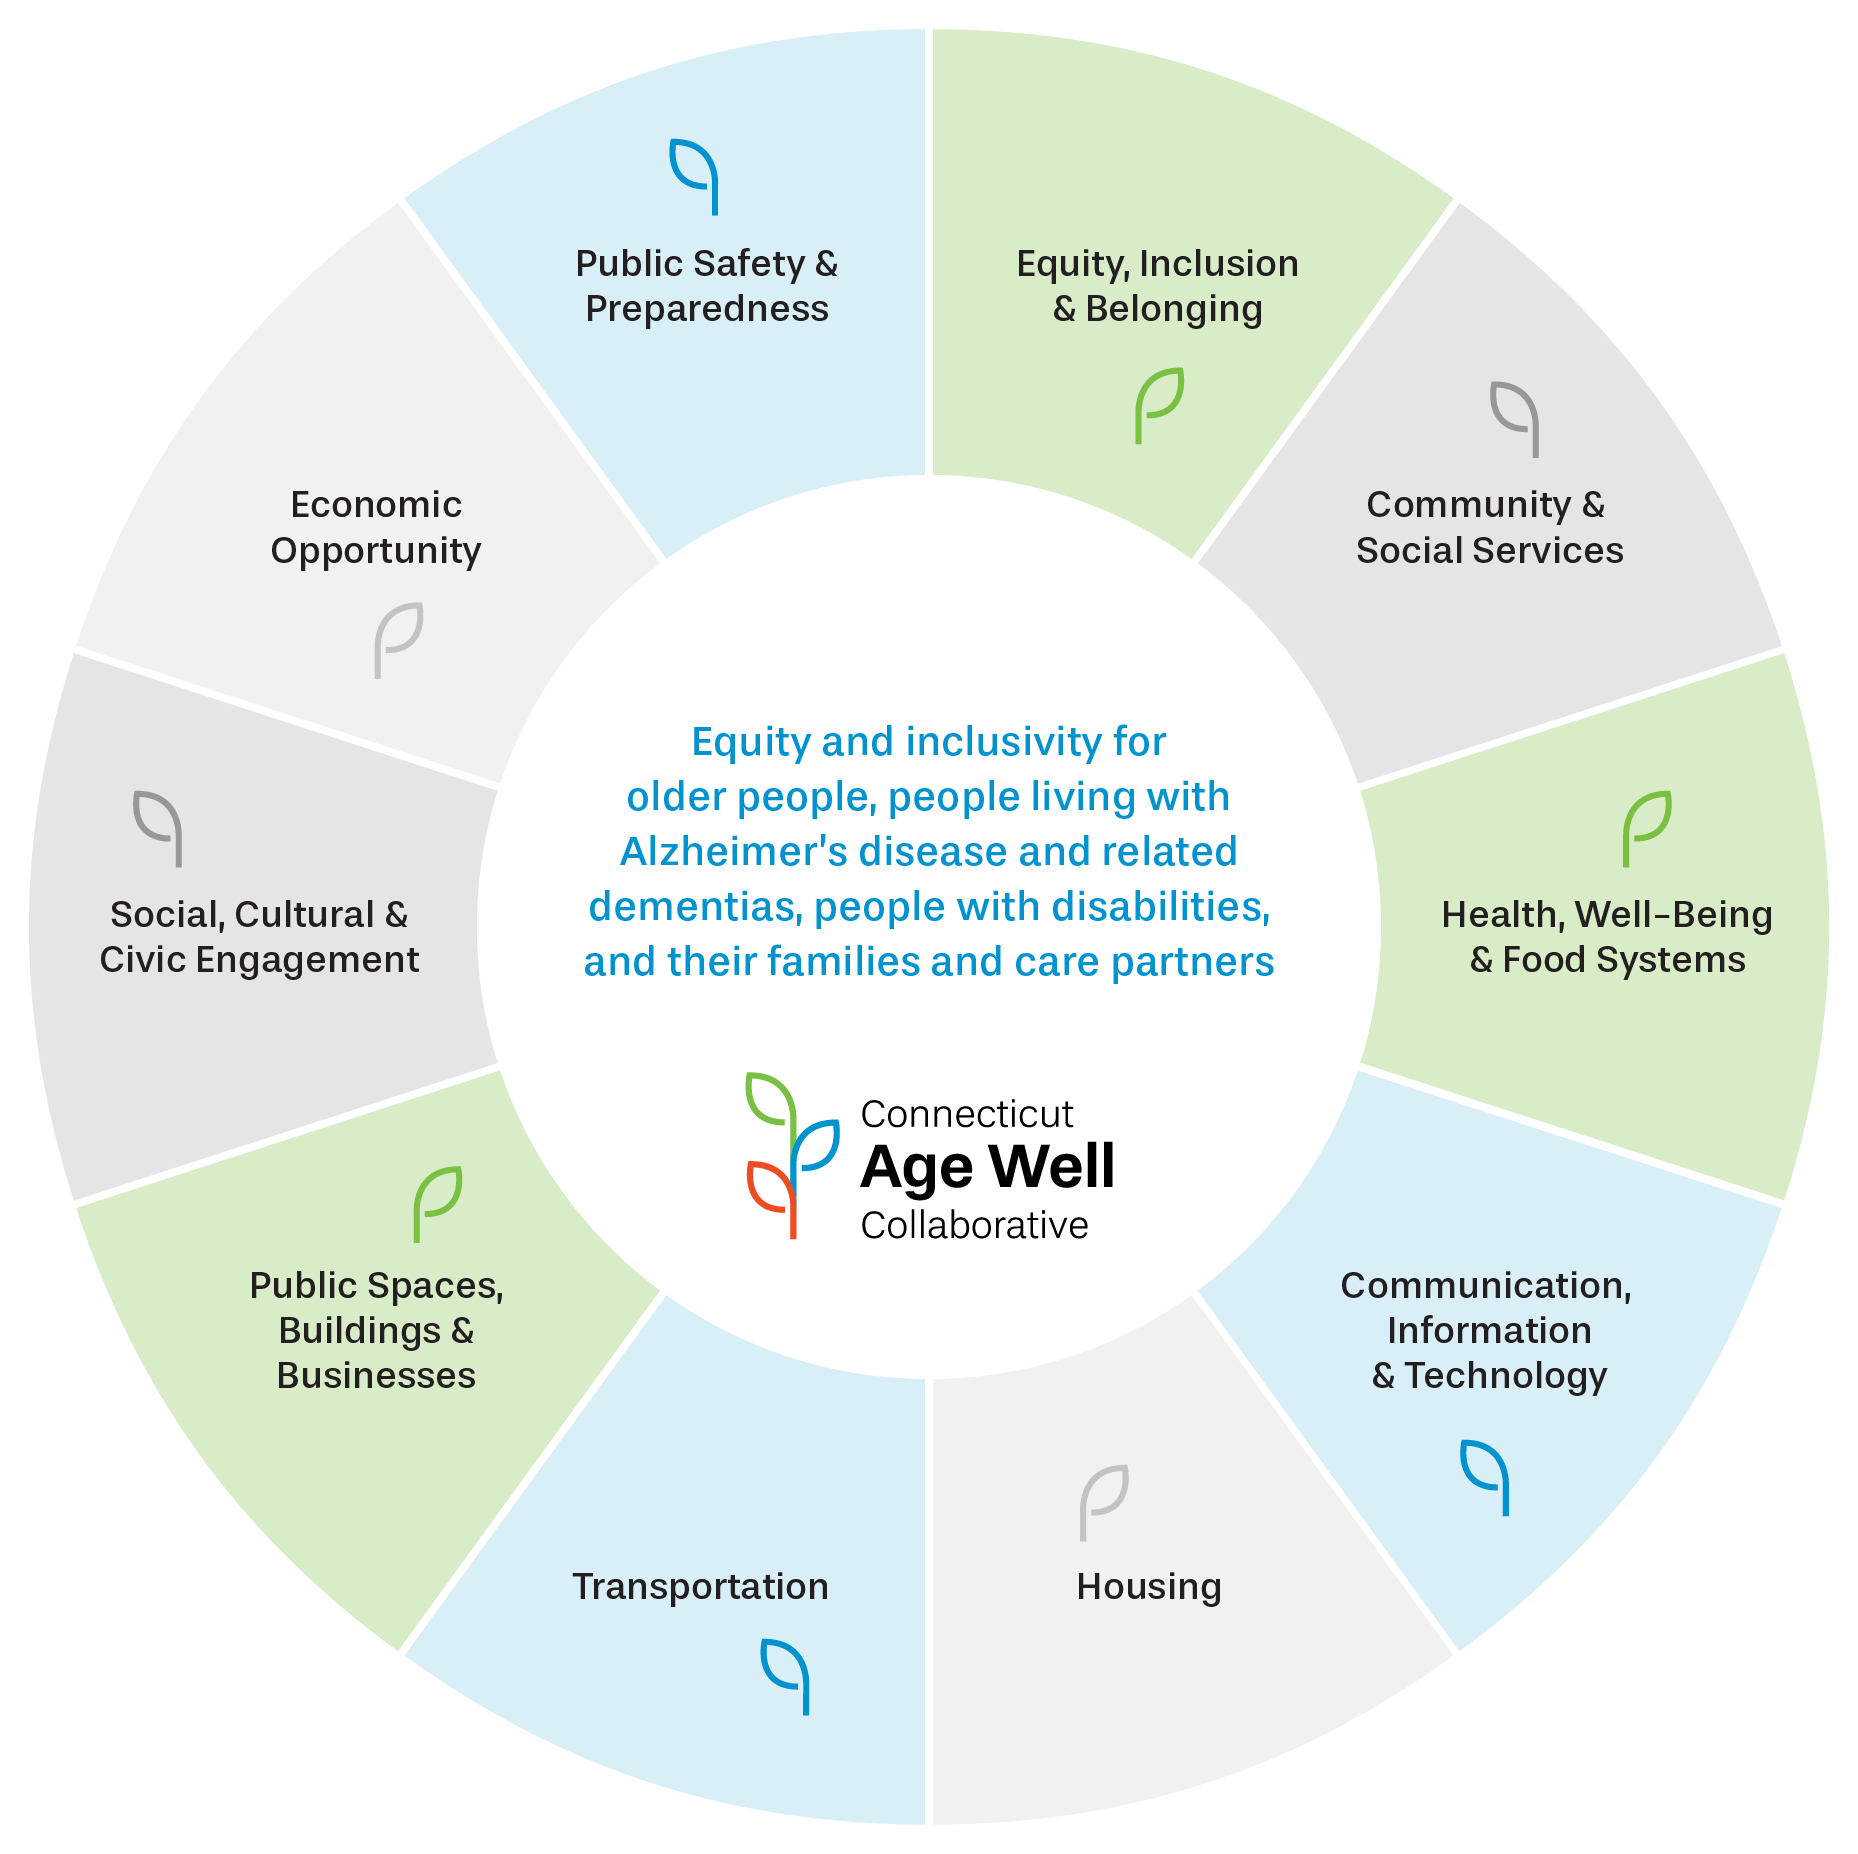 Public Safety &
Preparedness
Equity, Inclusion
& Belonging
Community &
Social Services
Health, Well-Being
& Food Systems
Communication,
Information
& Technology
Housing
Transportation
Public Spaces,
Buildings &
Businesses
Social, Cultural &
Civic Engagement
Economic
Opportunity
Equity and inclusivity for
older people, people living with
Alzheimer's disease and related
dementias, people with disabilities,
and their families and care partners
Connecticut
Age Well
Collaborative